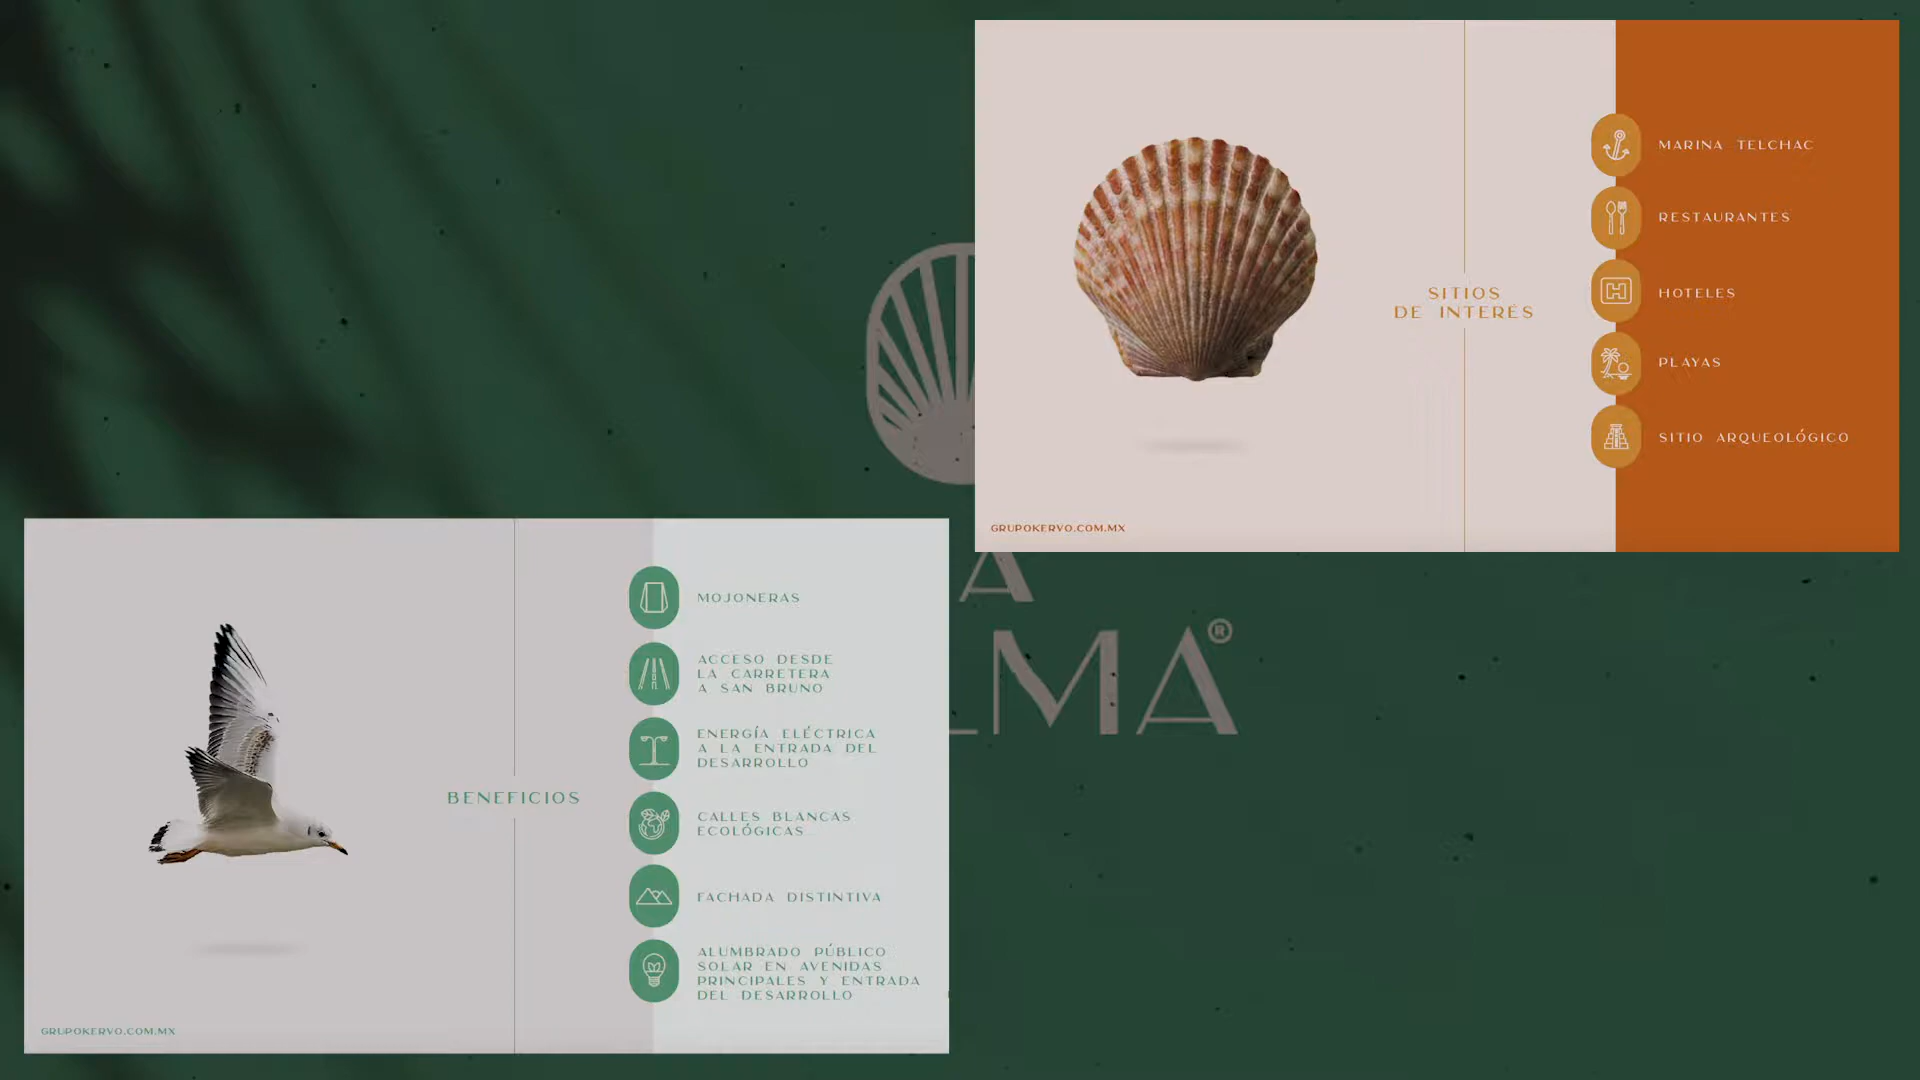 SITIOS
DE INTERÉS
MARINA TELCHAC
RESTAURANTES
HOTELES
PLAYAS
SITIO ARQUEOLÓGICO
GRUPOKERVO.COM.MX
A
MA®
BENEFICIOS
MOJONERAS
ACCESO DESDE
LA CARRETERA
A SAN BRUNO
ENERGÍA ELÉCTRICA
A LA ENTRADA DEL
DESARROLLO
CALLES BLANCAS
ECOLÓGICAS
FACHADA DISTINTIVA
ALUMBRADO PÚBLICO
SOLAR EN AVENIDAS
PRINCIPALES Y ENTRADA
DEL DESARROLLO
GRUPOKERVO.COM.MX